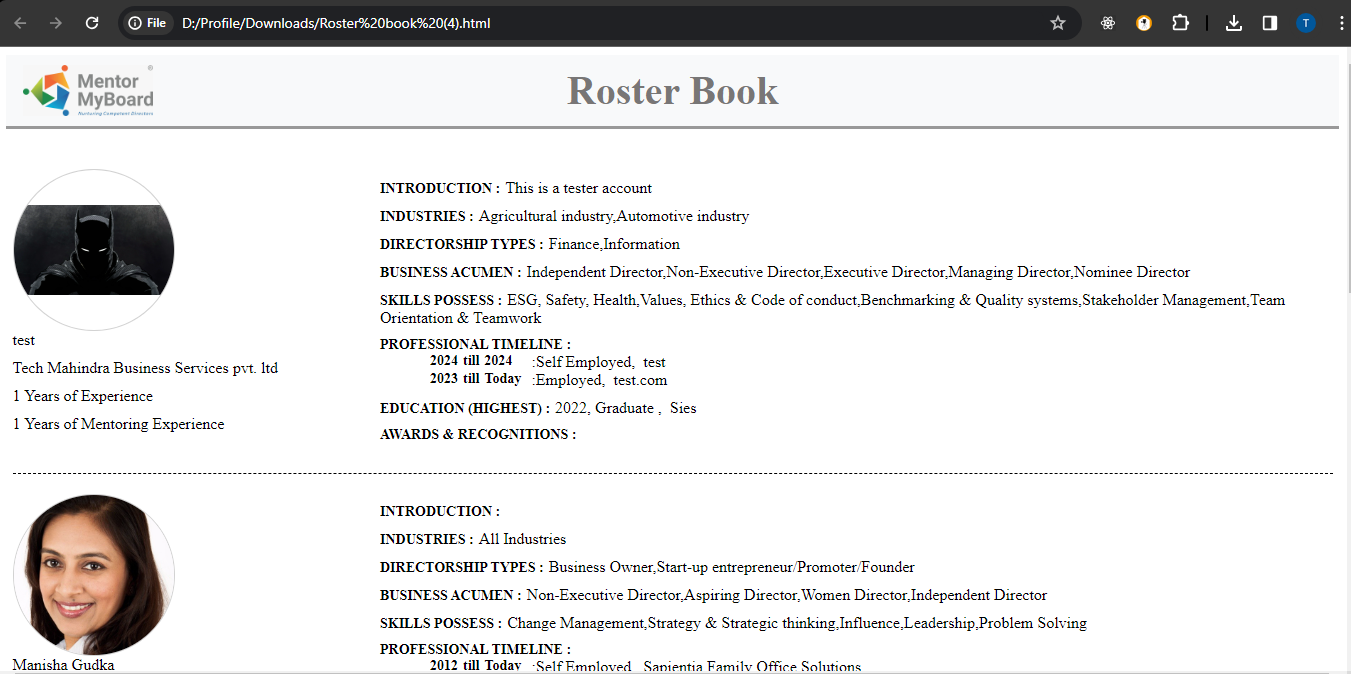 File D:/Profile/Downloads/Roster%20book%20(4).html
T
Mentor
MyBoard
®
Nurturing Competent Directors
Roster Book
INTRODUCTION : This is a tester account
INDUSTRIES : Agricultural industry,Automotive industry
DIRECTORSHIP TYPES : Finance,Information
BUSINESS ACUMEN : Independent Director,Non-Executive Director,Executive Director,Managing Director,Nominee Director
SKILLS POSSESS : ESG, Safety, Health,Values, Ethics & Code of conduct,Benchmarking & Quality systems,Stakeholder Management,Team
Orientation & Teamwork
PROFESSIONAL TIMELINE :
2024 till 2024 :Self Employed, test
2023 till Today :Employed, test.com
EDUCATION (HIGHEST) : 2022, Graduate , Sies
AWARDS & RECOGNITIONS :
test
Tech Mahindra Business Services pvt. ltd
1 Years of Experience
1 Years of Mentoring Experience
INTRODUCTION :
INDUSTRIES : All Industries
DIRECTORSHIP TYPES : Business Owner,Start-up entrepreneur/Promoter/Founder
BUSINESS ACUMEN : Non-Executive Director,Aspiring Director,Women Director,Independent Director
SKILLS POSSESS : Change Management,Strategy & Strategic thinking,Influence,Leadership,Problem Solving
PROFESSIONAL TIMELINE :
2012 till Today :Self Employed, Sapientia Family Office Solutions
Manisha Gudka